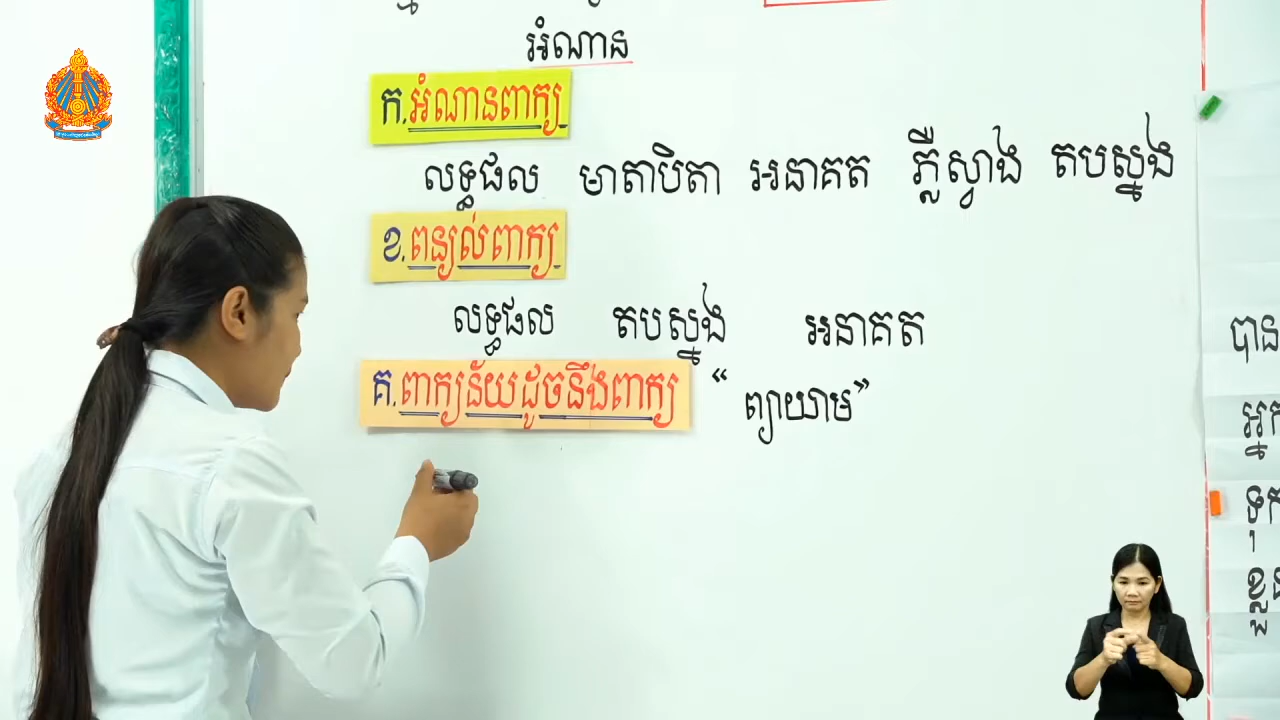 អំណាន
ក.អំណានពាក្យ
លទ្ធផល មាតាបិតា អនាគត ភ្លឺស្វាង តបស្នង
ខ.ពន្យល់ពាក្យ
លទ្ធផល តបស្នង អនាគត
គ.ពាក្យន័យដូចនឹងពាក្យ “ព្យាយាម”
បាន